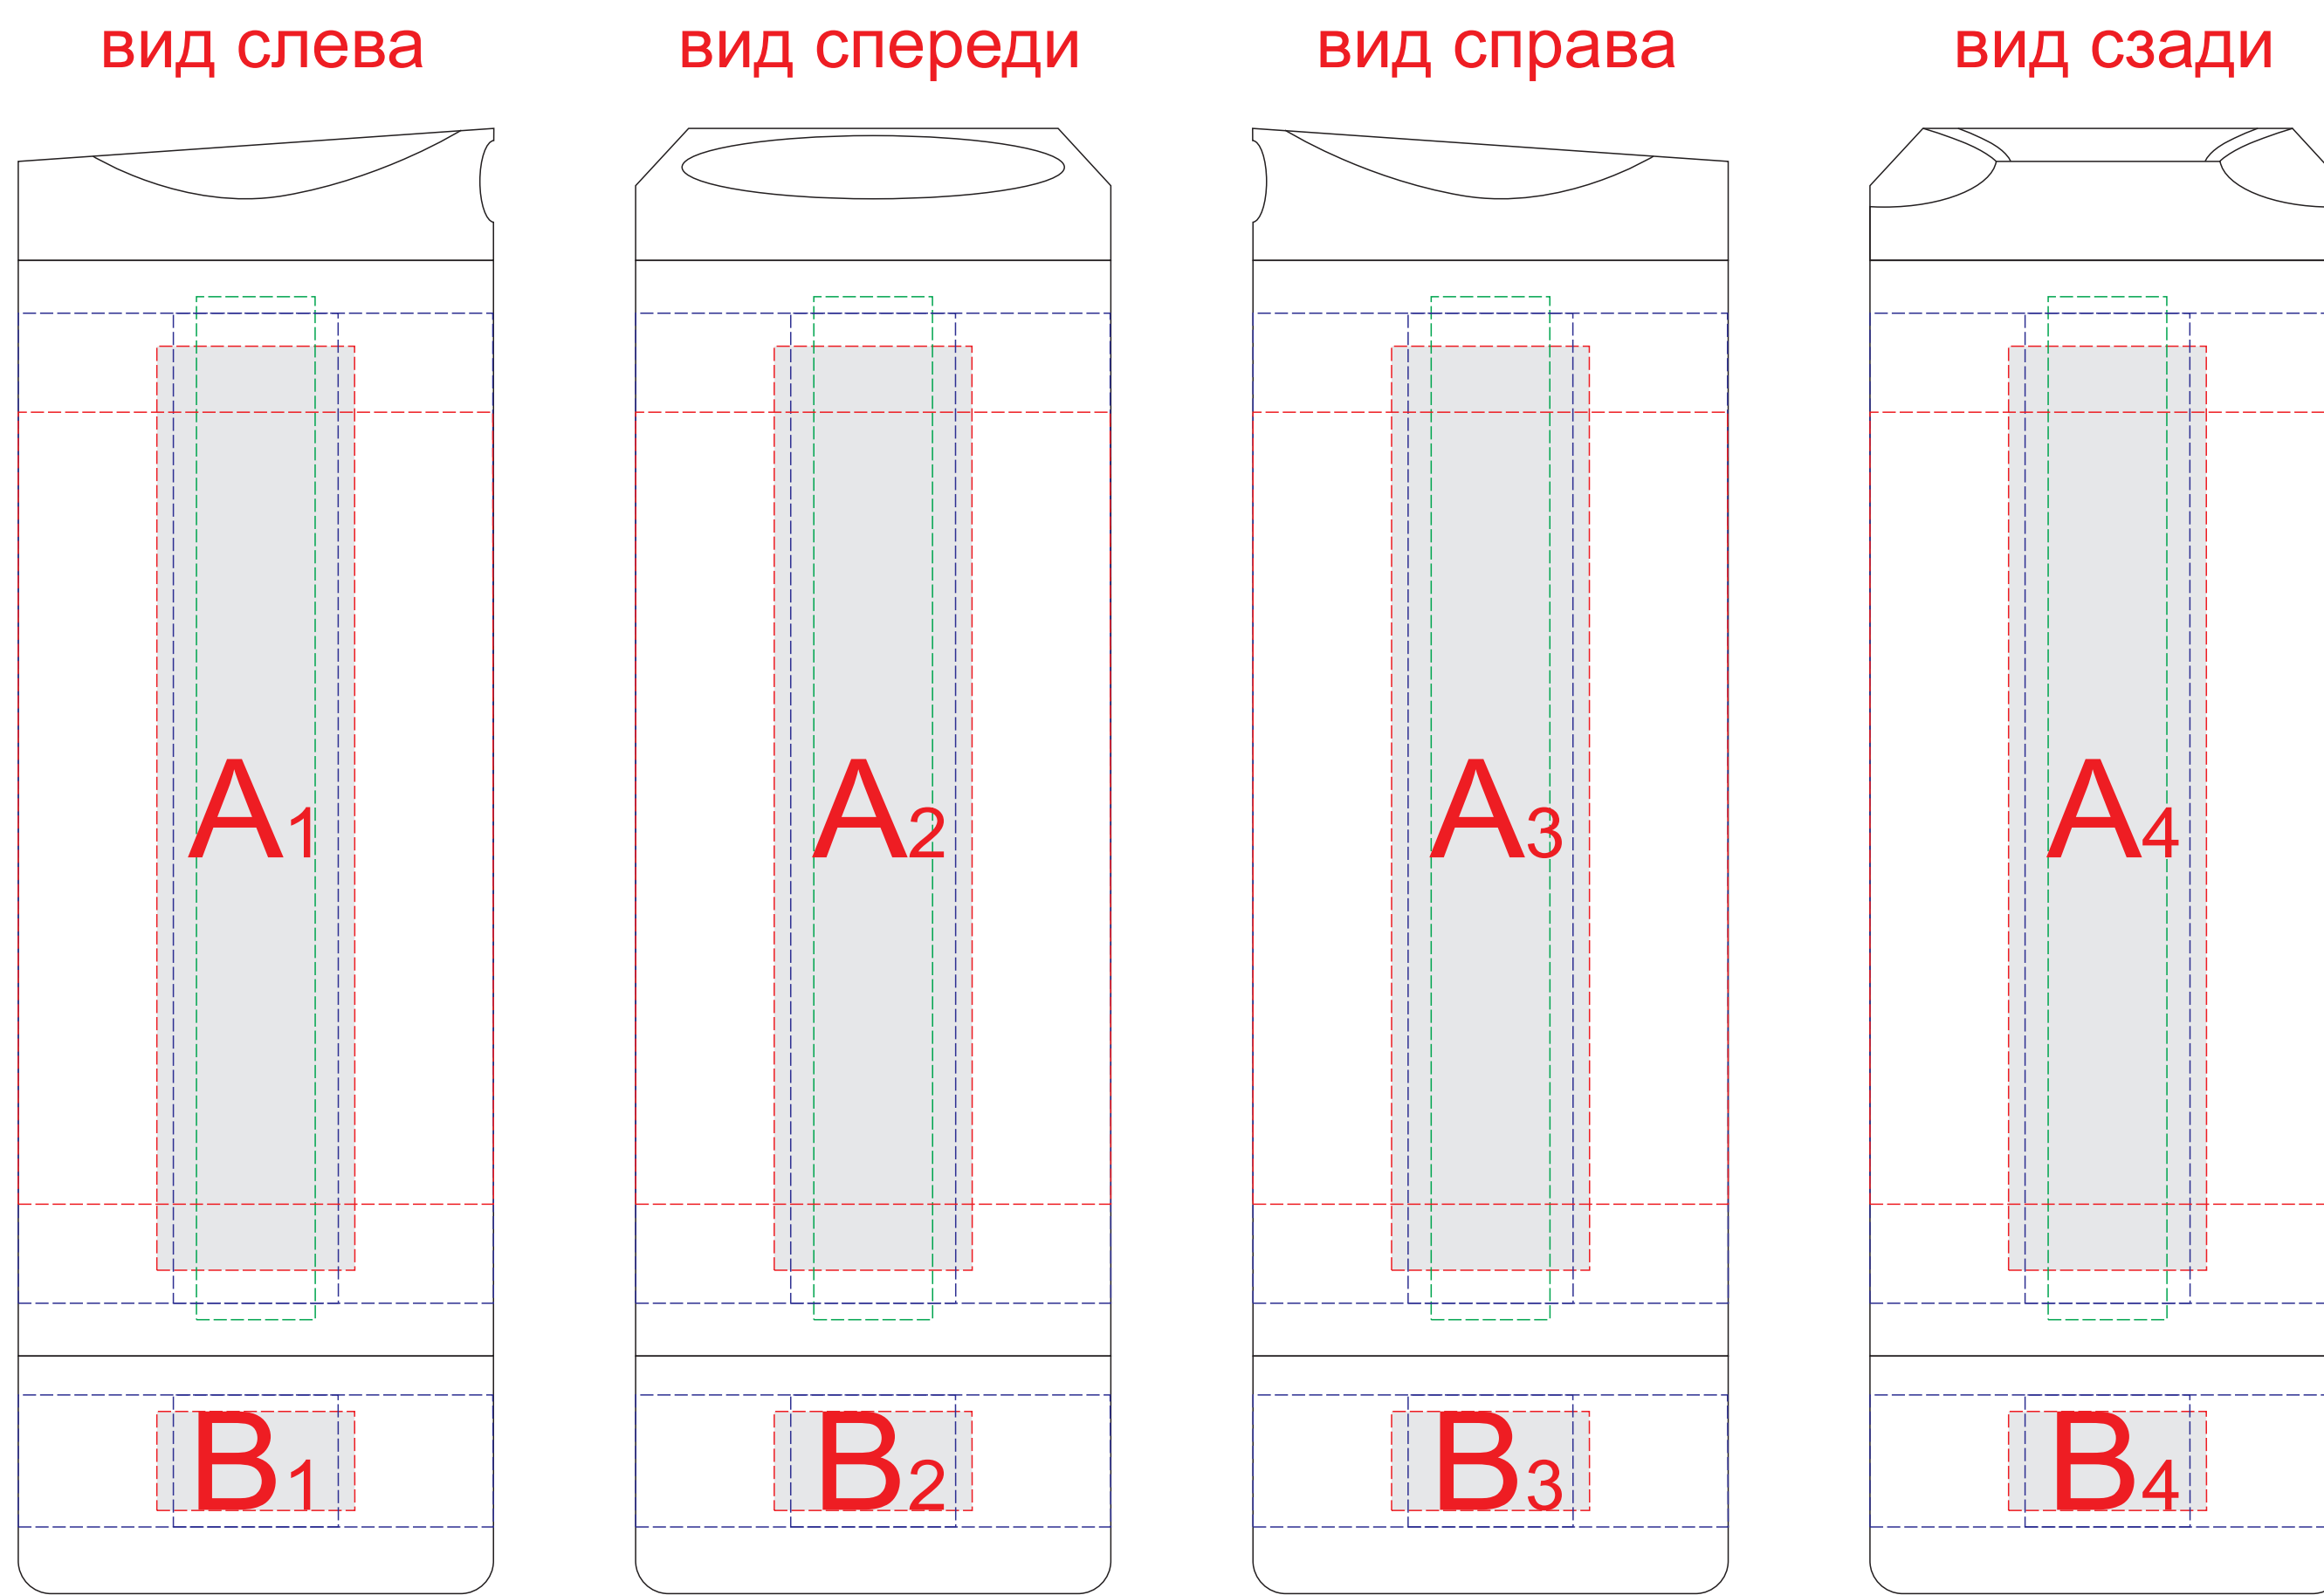 вид слева вид спереди вид справа вид сзади
A1 A2 A3 A4
B1 B2 B3 B4